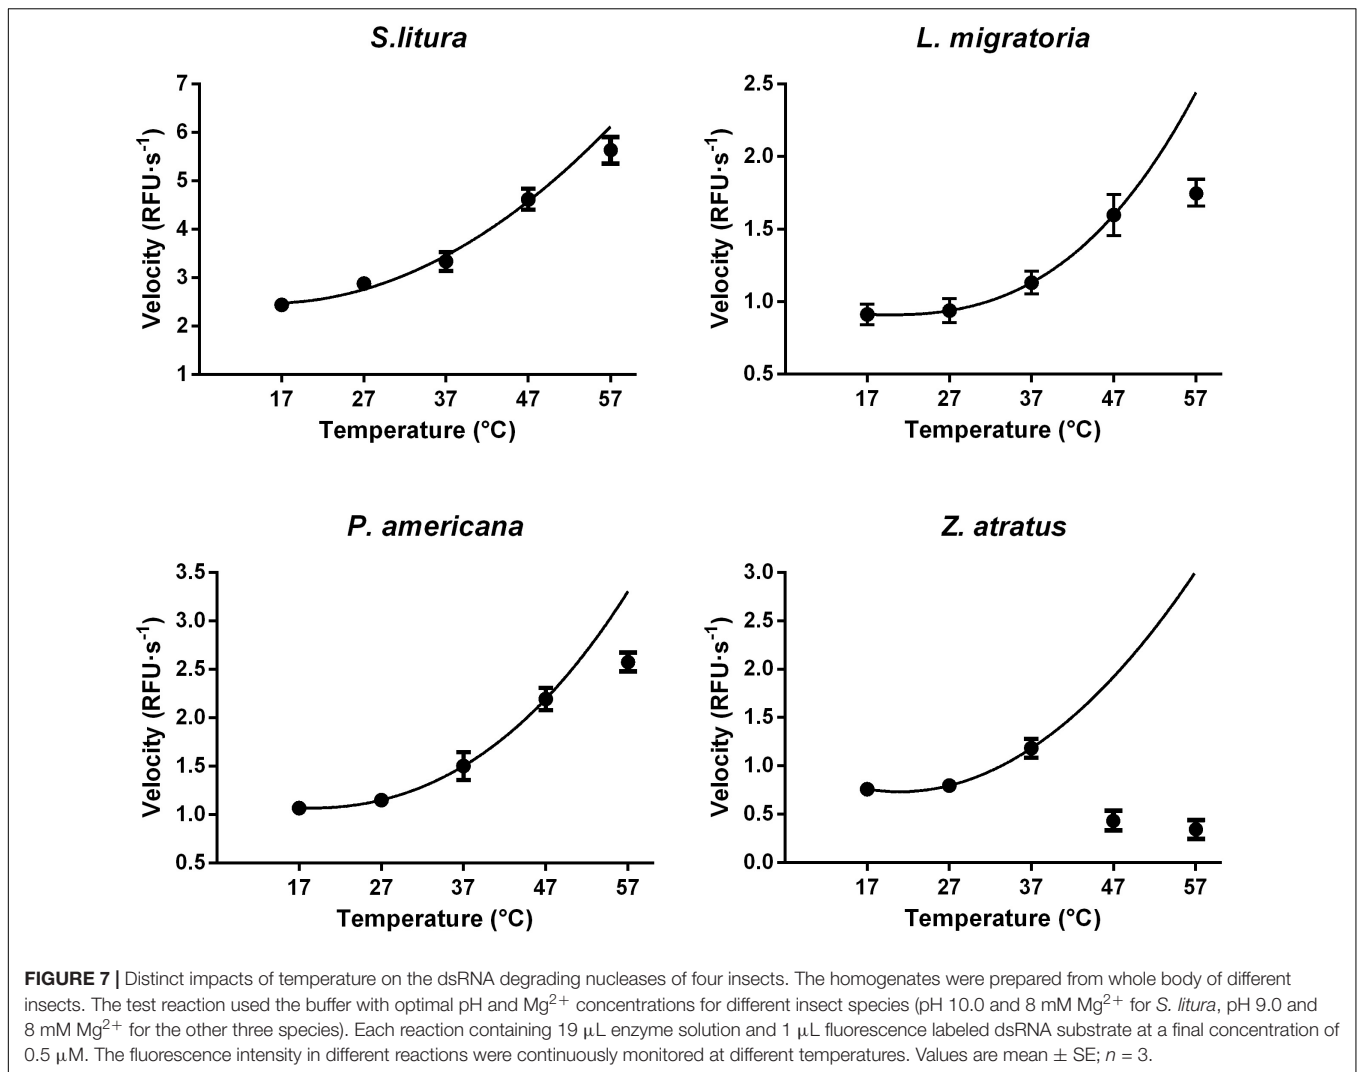 S.litura
7
6
5
4
3
2
1
Velocity (RFU·s⁻¹)
17 27 37 47 57
Temperature (°C)
L. migratoria
2.5
2.0
1.5
1.0
0.5
Velocity (RFU·s⁻¹)
17 27 37 47 57
Temperature (°C)
P. americana
3.5
3.0
2.5
2.0
1.5
1.0
0.5
Velocity (RFU·s⁻¹)
17 27 37 47 57
Temperature (°C)
Z. atratus
3.0
2.5
2.0
1.5
1.0
0.5
0.0
Velocity (RFU·s⁻¹)
17 27 37 47 57
Temperature (°C)
FIGURE 7 | Distinct impacts of temperature on the dsRNA degrading nucleases of four insects. The homogenates were prepared from whole body of different
insects. The test reaction used the buffer with optimal pH and Mg²⁺ concentrations for different insect species (pH 10.0 and 8 mM Mg²⁺ for S. litura, pH 9.0 and
8 mM Mg²⁺ for the other three species). Each reaction containing 19 μL enzyme solution and 1 μL fluorescence labeled dsRNA substrate at a final concentration of
0.5 μM. The fluorescence intensity in different reactions were continuously monitored at different temperatures. Values are mean ± SE; n = 3.